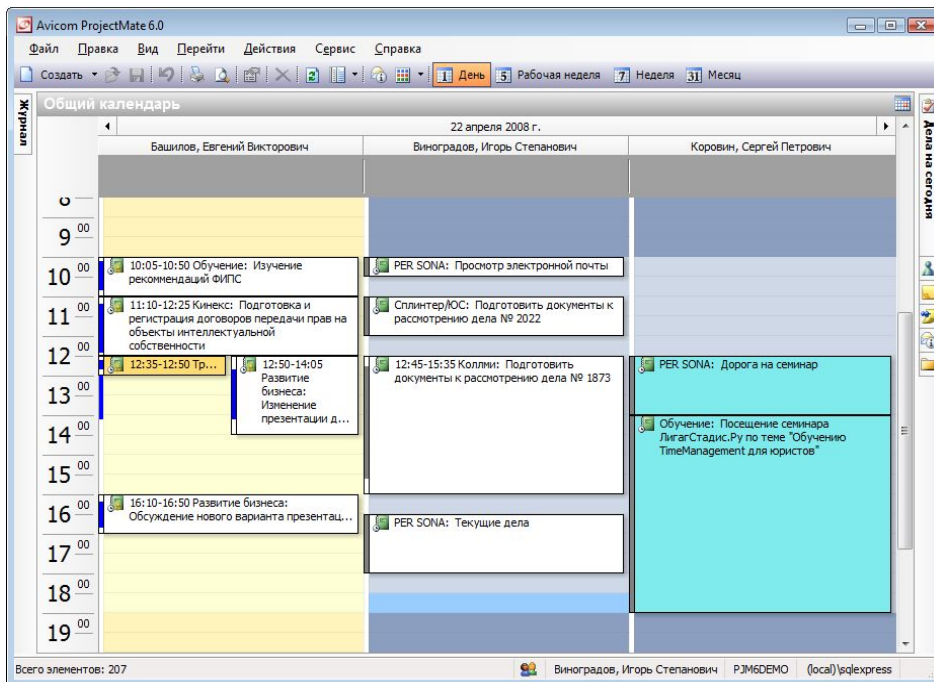 Avicom ProjectMate 6.0
Файл Правка Вид Перейти Действия Сервис Справка
Создать 1 День 5 Рабочая неделя 7 Неделя 31 Месяц
Журнал
Общий календарь
Дела на сегодня
22 апреля 2008 г.
Башилов, Евгений Викторович Виноградов, Игорь Степанович Коровин, Сергей Петрович
8
9 00
10 00
10:05-10:50 Обучение: Изучение
рекомендаций ФИПС
PER SONA: Просмотр электронной почты
11 00
11:10-12:25 Кинекс: Подготовка и
регистрация договоров передачи прав на
объекты интеллектуальной
собственности
Сплинтер/ЮС: Подготовить документы к
рассмотрению дела № 2022
12 00
12:35-12:50 Тр...
12:50-14:05
Развитие
бизнеса:
Изменение
презентации д...
12:45-15:35 Коллми: Подготовить
документы к рассмотрению дела № 1873
PER SONA: Дорога на семинар
13 00
14 00
Обучение: Посещение семинара
ЛигагСтадис.Ру по теме "Обучению
TimeManagement для юристов"
15 00
16 00
16:10-16:50 Развитие бизнеса:
Обсуждение нового варианта презентац...
PER SONA: Текущие дела
17 00
18 00
19 00
Всего элементов: 207 Виноградов, Игорь Степанович PJM6DEMO (local)\sqlexpress